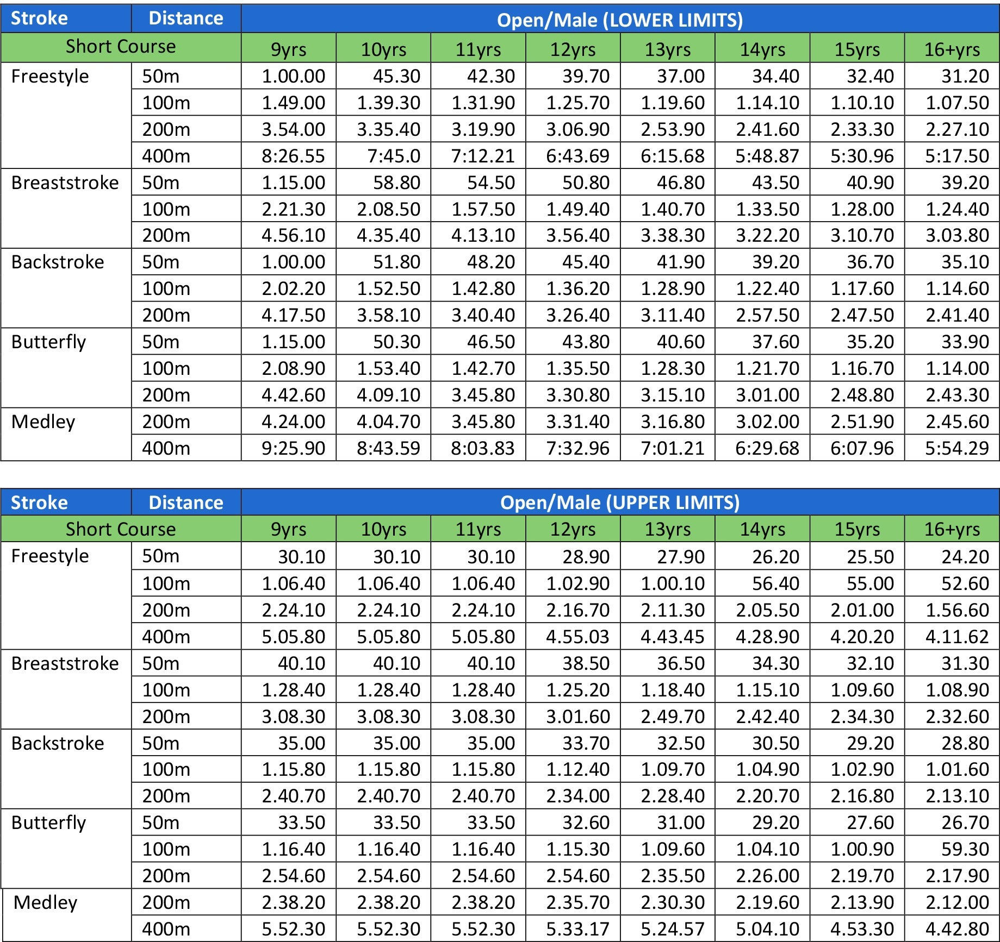 Stroke Distance Open/Male (LOWER LIMITS)
Short Course 9yrs 10yrs 11yrs 12yrs 13yrs 14yrs 15yrs 16+yrs
Freestyle 50m 1.00.00 45.30 42.30 39.70 37.00 34.40 32.40 31.20
100m 1.49.00 1.39.30 1.31.90 1.25.70 1.19.60 1.14.10 1.10.10 1.07.50
200m 3.54.00 3.35.40 3.19.90 3.06.90 2.53.90 2.41.60 2.33.30 2.27.10
400m 8:26.55 7:45.0 7:12.21 6:43.69 6:15.68 5:48.87 5:30.96 5:17.50
Breaststroke 50m 1.15.00 58.80 54.50 50.80 46.80 43.50 40.90 39.20
100m 2.21.30 2.08.50 1.57.50 1.49.40 1.40.70 1.33.50 1.28.00 1.24.40
200m 4.56.10 4.35.40 4.13.10 3.56.40 3.38.30 3.22.20 3.10.70 3.03.80
Backstroke 50m 1.00.00 51.80 48.20 45.40 41.90 39.20 36.70 35.10
100m 2.02.20 1.52.50 1.42.80 1.36.20 1.28.90 1.22.40 1.17.60 1.14.60
200m 4.17.50 3.58.10 3.40.40 3.26.40 3.11.40 2.57.50 2.47.50 2.41.40
Butterfly 50m 1.15.00 50.30 46.50 43.80 40.60 37.60 35.20 33.90
100m 2.08.90 1.53.40 1.42.70 1.35.50 1.28.30 1.21.70 1.16.70 1.14.00
200m 4.42.60 4.09.10 3.45.80 3.30.80 3.15.10 3.01.00 2.48.80 2.43.30
Medley 200m 4.24.00 4.04.70 3.45.80 3.31.40 3.16.80 3.02.00 2.51.90 2.45.60
400m 9:25.90 8:43.59 8:03.83 7:32.96 7:01.21 6:29.68 6:07.96 5:54.29
Stroke Distance Open/Male (UPPER LIMITS)
Short Course 9yrs 10yrs 11yrs 12yrs 13yrs 14yrs 15yrs 16+yrs
Freestyle 50m 30.10 30.10 30.10 28.90 27.90 26.20 25.50 24.20
100m 1.06.40 1.06.40 1.06.40 1.02.90 1.00.10 56.40 55.00 52.60
200m 2.24.10 2.24.10 2.24.10 2.16.70 2.11.30 2.05.50 2.01.00 1.56.60
400m 5.05.80 5.05.80 5.05.80 4.55.03 4.43.45 4.28.90 4.20.20 4.11.62
Breaststroke 50m 40.10 40.10 40.10 38.50 36.50 34.30 32.10 31.30
100m 1.28.40 1.28.40 1.28.40 1.25.20 1.18.40 1.15.10 1.09.60 1.08.90
200m 3.08.30 3.08.30 3.08.30 3.01.60 2.49.70 2.42.40 2.34.30 2.32.60
Backstroke 50m 35.00 35.00 35.00 33.70 32.50 30.50 29.20 28.80
100m 1.15.80 1.15.80 1.15.80 1.12.40 1.09.70 1.04.90 1.02.90 1.01.60
200m 2.40.70 2.40.70 2.40.70 2.34.00 2.28.40 2.20.70 2.16.80 2.13.10
Butterfly 50m 33.50 33.50 33.50 32.60 31.00 29.20 27.60 26.70
100m 1.16.40 1.16.40 1.16.40 1.15.30 1.09.60 1.04.10 1.00.90 59.30
200m 2.54.60 2.54.60 2.54.60 2.54.60 2.35.50 2.26.00 2.19.70 2.17.90
Medley 200m 2.38.20 2.38.20 2.38.20 2.35.70 2.30.30 2.19.60 2.13.90 2.12.00
400m 5.52.30 5.52.30 5.52.30 5.33.17 5.24.57 5.04.10 4.53.30 4.42.80